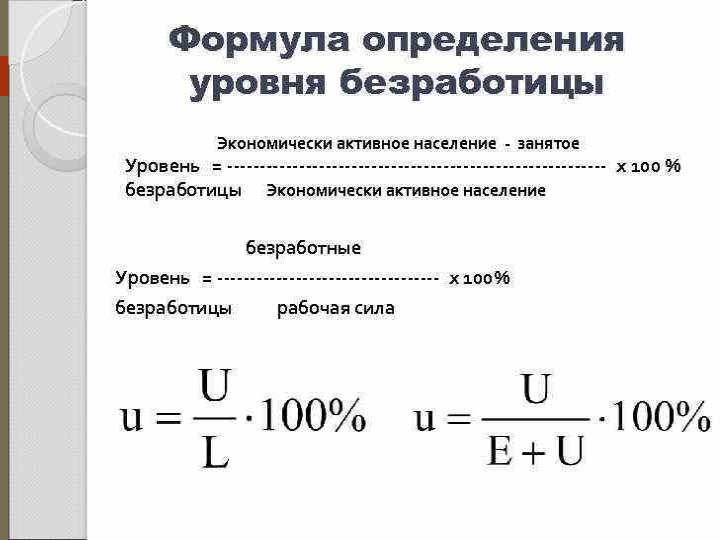 Формула определения
уровня безработицы
Экономически активное население - занятое
Уровень = ---------------------------------------------------------- х 100 %
безработицы Экономически активное население
безработные
Уровень = ---------------------------------- х 100%
безработицы рабочая сила
u = U/L · 100%
u = U/(E + U) · 100%